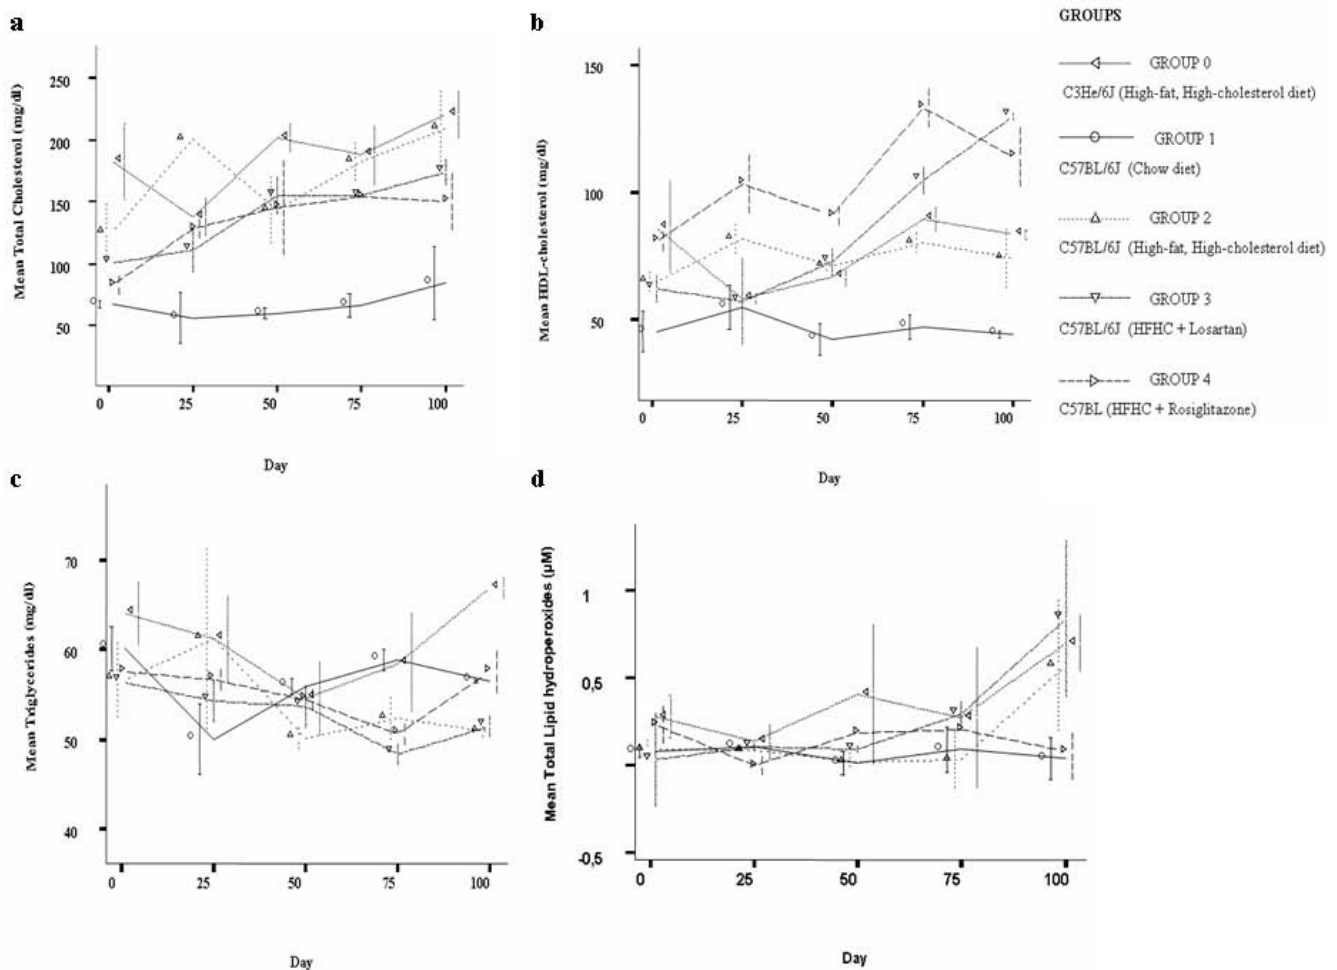 a
Mean Total Cholesterol (mg/dl)
250
200
150
100
50
0 25 50 75 100
Day
b
Mean HDL-cholesterol (mg/dl)
150
100
50
0 25 50 75 100
Day
GROUPS
GROUP 0
C3He/6J (High-fat, High-cholesterol diet)
GROUP 1
C57BL/6J (Chow diet)
GROUP 2
C57BL/6J (High-fat, High-cholesterol diet)
GROUP 3
C57BL/6J (HFHC + Losartan)
GROUP 4
C57BL (HFHC + Rosiglitazone)
c
Mean Triglycerides (mg/dl)
70
60
50
40
0 25 50 75 100
Day
d
Mean Total Lipid hydroperoxides (µM)
1
0,5
-0,5
0 25 50 75 100
Day